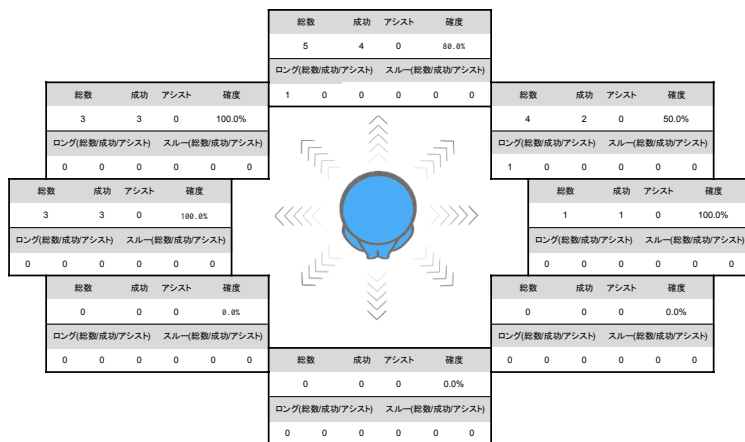 総数 成功 アシスト 確度
5 4 0 80.0%
ロング(総数/成功/アシスト) スルー(総数/成功/アシスト)
1 0 0 0 0 0
総数 成功 アシスト 確度
3 3 0 100.0%
ロング(総数/成功/アシスト) スルー(総数/成功/アシスト)
0 0 0 0 0 0
総数 成功 アシスト 確度
4 2 0 50.0%
ロング(総数/成功/アシスト) スルー(総数/成功/アシスト)
1 0 0 0 0 0
総数 成功 アシスト 確度
3 3 0 100.0%
ロング(総数/成功/アシスト) スルー(総数/成功/アシスト)
0 0 0 0 0 0
総数 成功 アシスト 確度
1 1 0 100.0%
ロング(総数/成功/アシスト) スルー(総数/成功/アシスト)
0 0 0 0 0 0
総数 成功 アシスト 確度
0 0 0 0.0%
ロング(総数/成功/アシスト) スルー(総数/成功/アシスト)
0 0 0 0 0 0
総数 成功 アシスト 確度
0 0 0 0.0%
ロング(総数/成功/アシスト) スルー(総数/成功/アシスト)
0 0 0 0 0 0
総数 成功 アシスト 確度
0 0 0 0.0%
ロング(総数/成功/アシスト) スルー(総数/成功/アシスト)
0 0 0 0 0 0